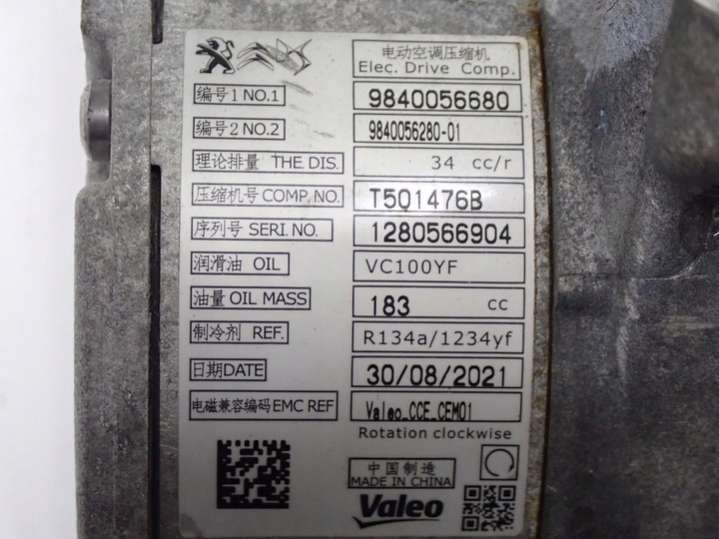 电动空调压缩机
Elec. Drive Comp.
编号1 NO.1 9840056680
编号2 NO.2 9840056280-01
理论排量 THE DIS. 34 cc/r
压缩机号 COMP.NO. T5Q1476B
序列号 SERI.NO. 1280566904
润滑油 OIL VC100YF
油量 OIL MASS 183 cc
制冷剂 REF. R134a/1234yf
日期DATE 30/08/2021
电磁兼容编码 EMC REF Valeo_CCE_CEM01
Rotation clockwise
中国制造
MADE IN CHINA
Valeo